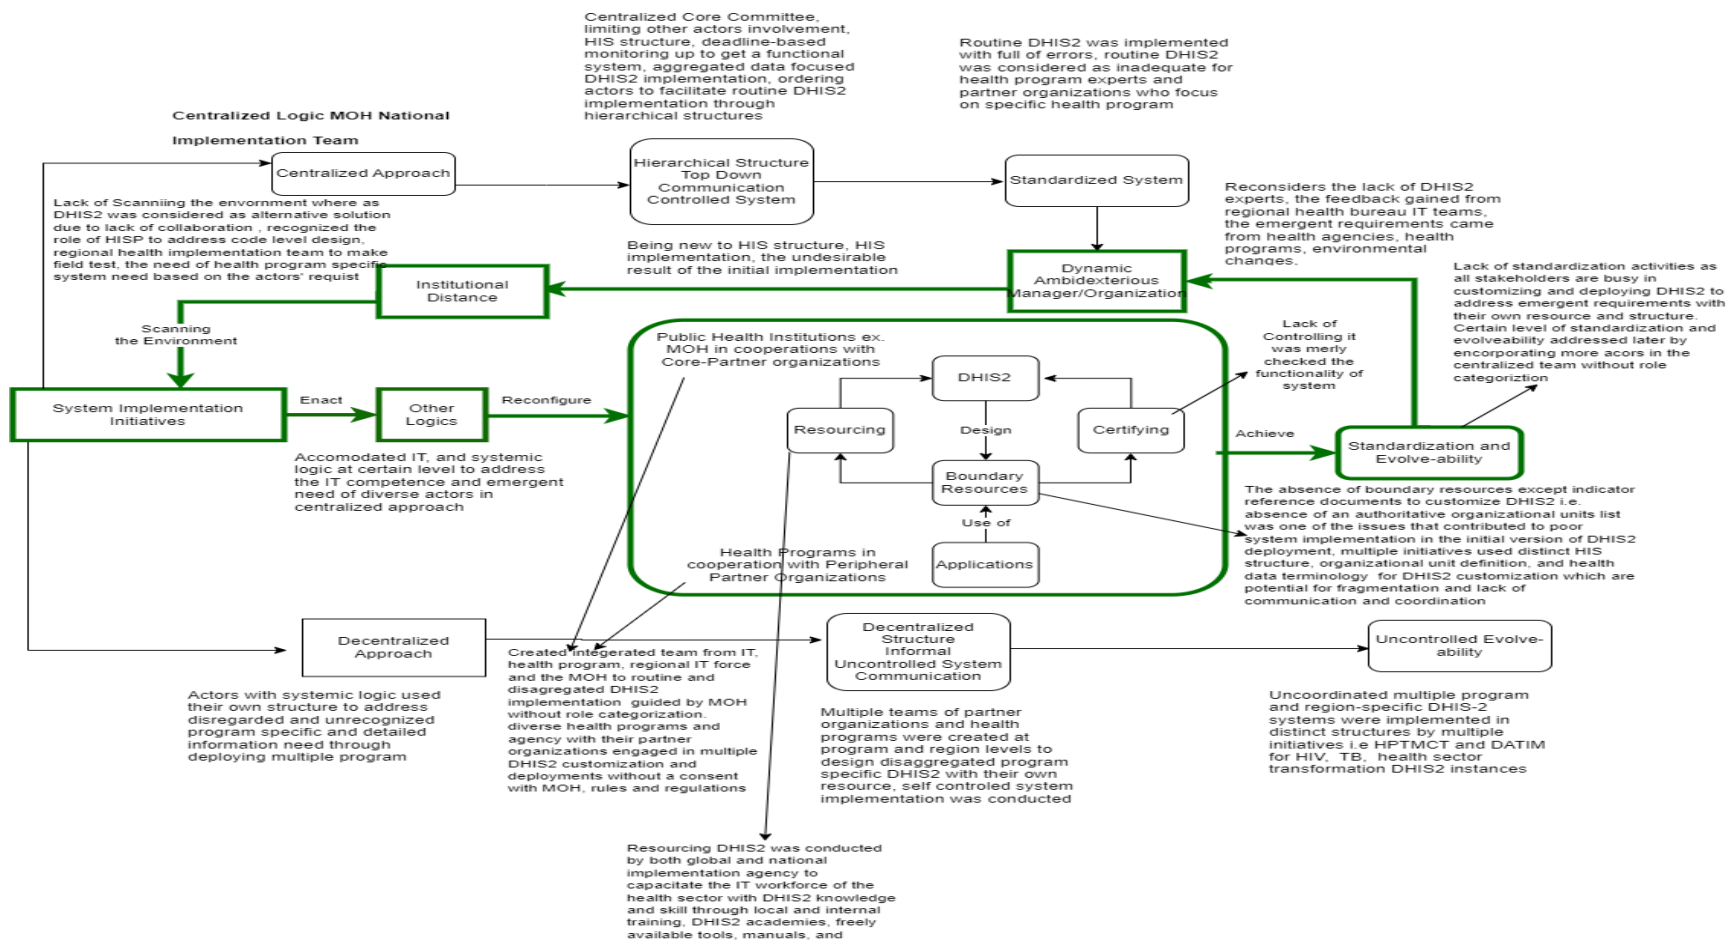 Centralized Core Committee,
limiting other actors involvement,
HIS structure, deadline-based
monitoring up to get a functional
system, aggregated data focused
DHIS2 implementation, ordering
actors to facilitate routine DHIS2
implementation through
hierarchical structures
Routine DHIS2 was implemented
with full of errors, routine DHIS2
was considered as inadequate for
health program experts and
partner organizations who focus
on specific health program
Centralized Logic MOH National
Implementation Team
Centralized Approach
Hierarchical Structure
Top Down
Communication
Controlled System
Standardized System
Lack of Scanniing the envornment where as
DHIS2 was considered as alternative solution
due to lack of collaboration , recognized the
role of HISP to address code level design,
regional health implementation team to make
field test, the need of health program specific
system need based on the actors' requist
Being new to HIS structure, HIS
implementation, the undesirable
result of the initial implementation
Reconsiders the lack of DHIS2
experts, the feedback gained from
regional health bureau IT teams,
the emergent requirements came
from health agencies, health
programs, environmental
changes,
Institutional
Distance
Dynamic
Ambidexterious
Manager/Organization
Lack of standardization activities as
all stakeholders are busy in
customizing and deploying DHIS2 to
address emergent requirements with
their own resource and structure.
Certain level of standardization and
evolveability addressed later by
encorporating more acors in the
centralized team without role
categoriztion
Scanning
the Environment
Public Health Institutions ex.
MOH in cooperations with
Core-Partner organizations
Lack of
Controlling it
was merly
checked the
functionality of
system
DHIS2
System Implementation
Initiatives
Enact
Other
Logics
Reconfigure
Resourcing
Design
Certifying
Achieve
Standardization and
Evolve-ability
Accomodated IT, and systemic
logic at certain level to address
the IT competence and emergent
need of diverse actors in
centralized approach
Boundary
Resources
Use of
Applications
Health Programs in
cooperation with Peripheral
Partner Organizations
The absence of boundary resources except indicator
reference documents to customize DHIS2 i.e.
absence of an authoritative organizational units list
was one of the issues that contributed to poor
system implementation in the initial version of DHIS2
deployment, multiple initiatives used distinct HIS
structure, organizational unit definition, and health
data terminology for DHIS2 customization which are
potential for fragmentation and lack of
communication and coordination
Decentralized
Approach
Decentralized
Structure
Informal
Uncontrolled System
Communication
Uncontrolled Evolve-
ability
Actors with systemic logic used
their own structure to address
disregarded and unrecognized
program specific and detailed
information need through
deploying multiple program
Created integerated team from IT,
health program, regional IT force
and the MOH to routine and
disagregated DHIS2
implementation guided by MOH
without role categorization.
diverse health programs and
agency with their partner
organizations engaged in multiple
DHIS2 customization and
deployments without a consent
with MOH, rules and regulations
Multiple teams of partner
organizations and health
programs were created at
program and region levels to
design disaggregated program
specific DHIS2 with their own
resource, self controled system
implementation was conducted
Uncoordinated multiple program
and region-specific DHIS-2
systems were implemented in
distinct structures by multiple
initiatives i.e HPTMCT and DATIM
for HIV, TB, health sector
transformation DHIS2 instances
Resourcing DHIS2 was conducted
by both global and national
implementation agency to
capacitate the IT workforce of the
health sector with DHIS2 knowledge
and skill through local and internal
training, DHIS2 academies, freely
available tools, manuals, and